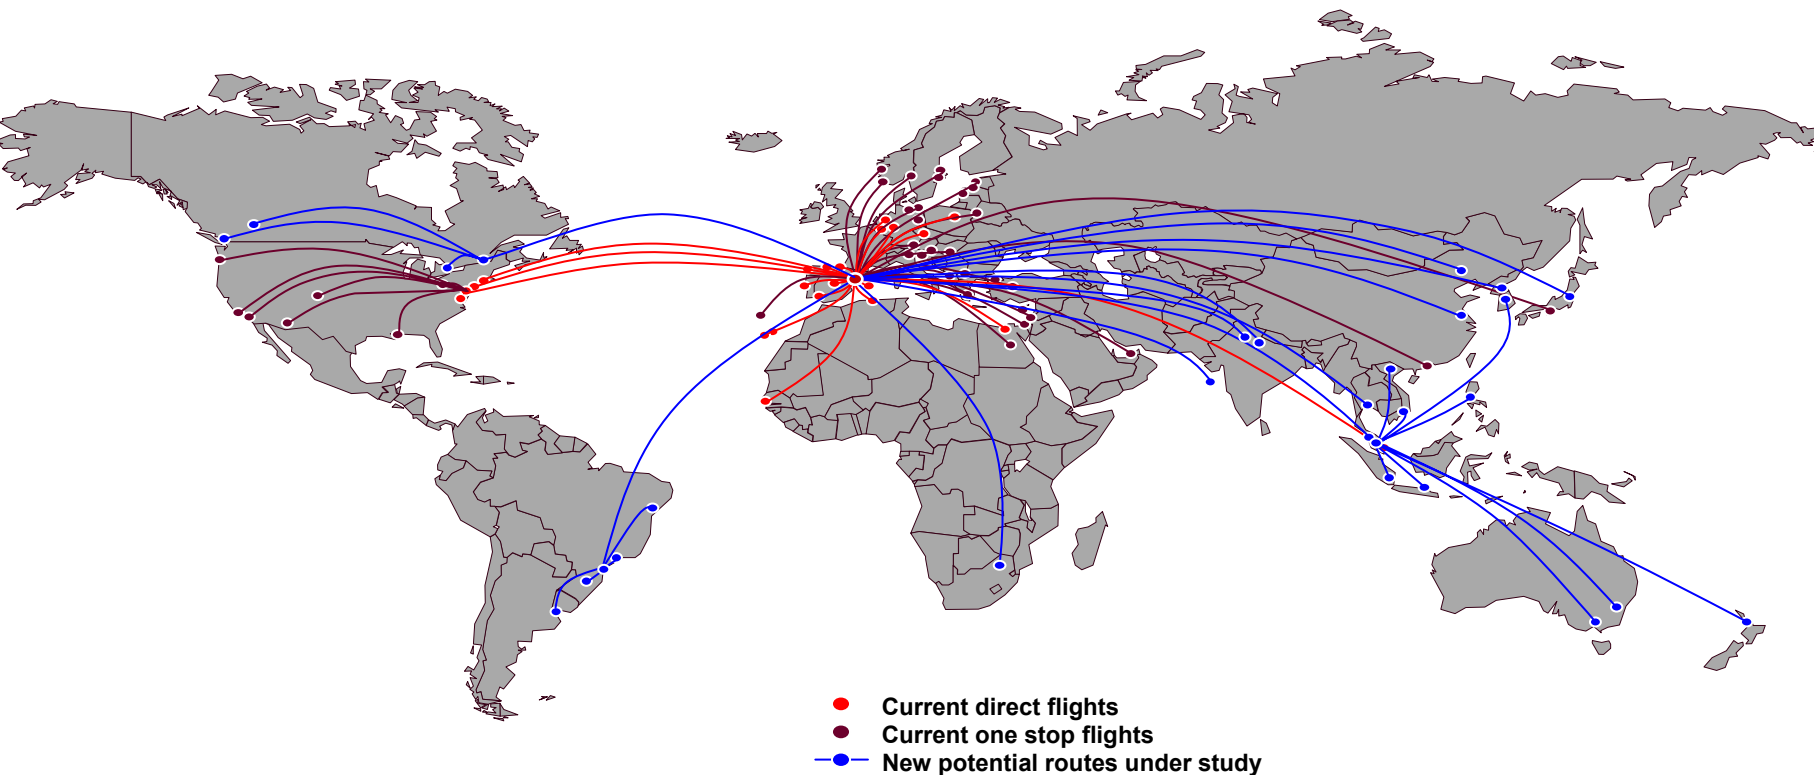 Current direct flights
Current one stop flights
New potential routes under study